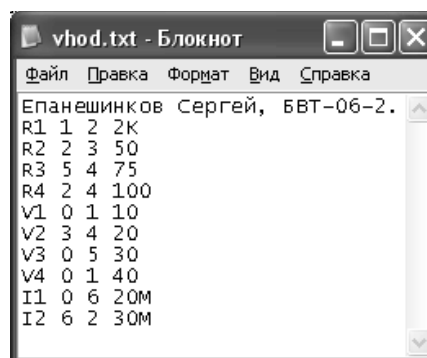 vhod.txt - Блокнот
Файл Правка Формат Вид Справка
Епанешинков Сергей, БВТ-06-2.
R1 1 2 2K
R2 2 3 50
R3 5 4 75
R4 2 4 100
V1 0 1 10
V2 3 4 20
V3 0 5 30
V4 0 1 40
I1 0 6 20M
I2 6 2 30M